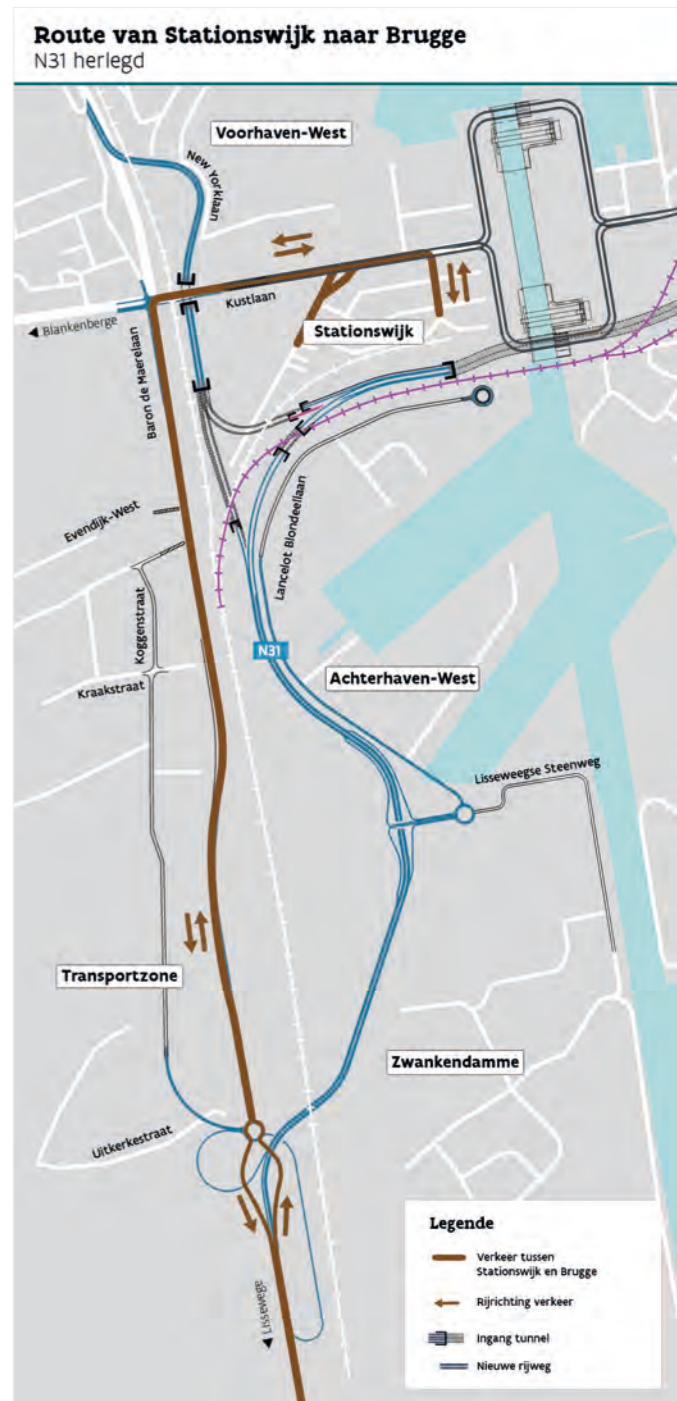 Route van Stationswijk naar Brugge
N31 herlegd
Voorhaven-West
New Yorklaan
Kustlaan
◄ Blankenberge
Stationswijk
Baron de Maerelaan
Evendijk-West
Lancelot Blondeellaan
Koggenstraat
N31
Achterhaven-West
Kraakstraat
Lisseweegse Steenweg
Transportzone
Zwankendamme
Uitkerkestraat
◄ Lissewege
Legende
Verkeer tussen
Stationswijk en Brugge
Rijrichting verkeer
Ingang tunnel
Nieuwe rijweg